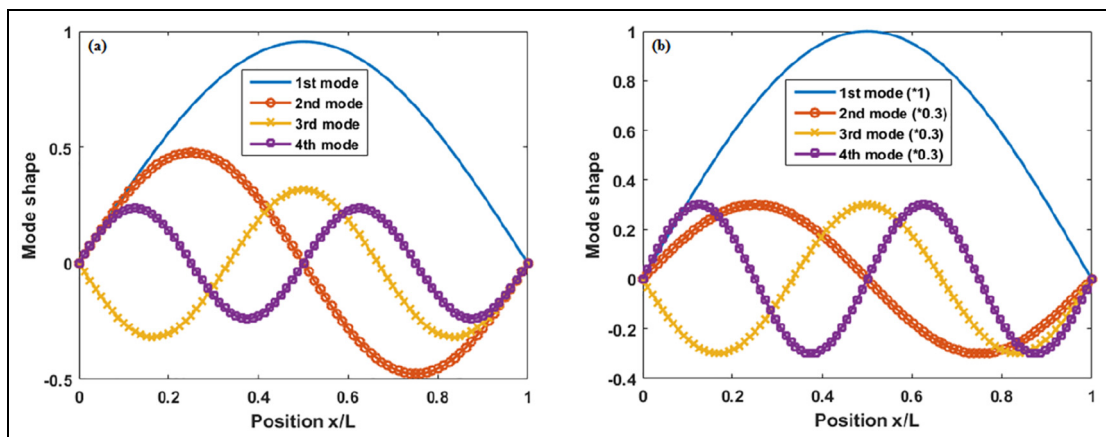 (a)
1
0.5
0
-0.5
Mode shape
1st mode
2nd mode
3rd mode
4th mode
0
0.2
0.4
0.6
0.8
1
Position x/L
(b)
1
0.8
0.6
0.4
0.2
0
-0.2
-0.4
Mode shape
1st mode (*1)
2nd mode (*0.3)
3rd mode (*0.3)
4th mode (*0.3)
0
0.2
0.4
0.6
0.8
1
Position x/L